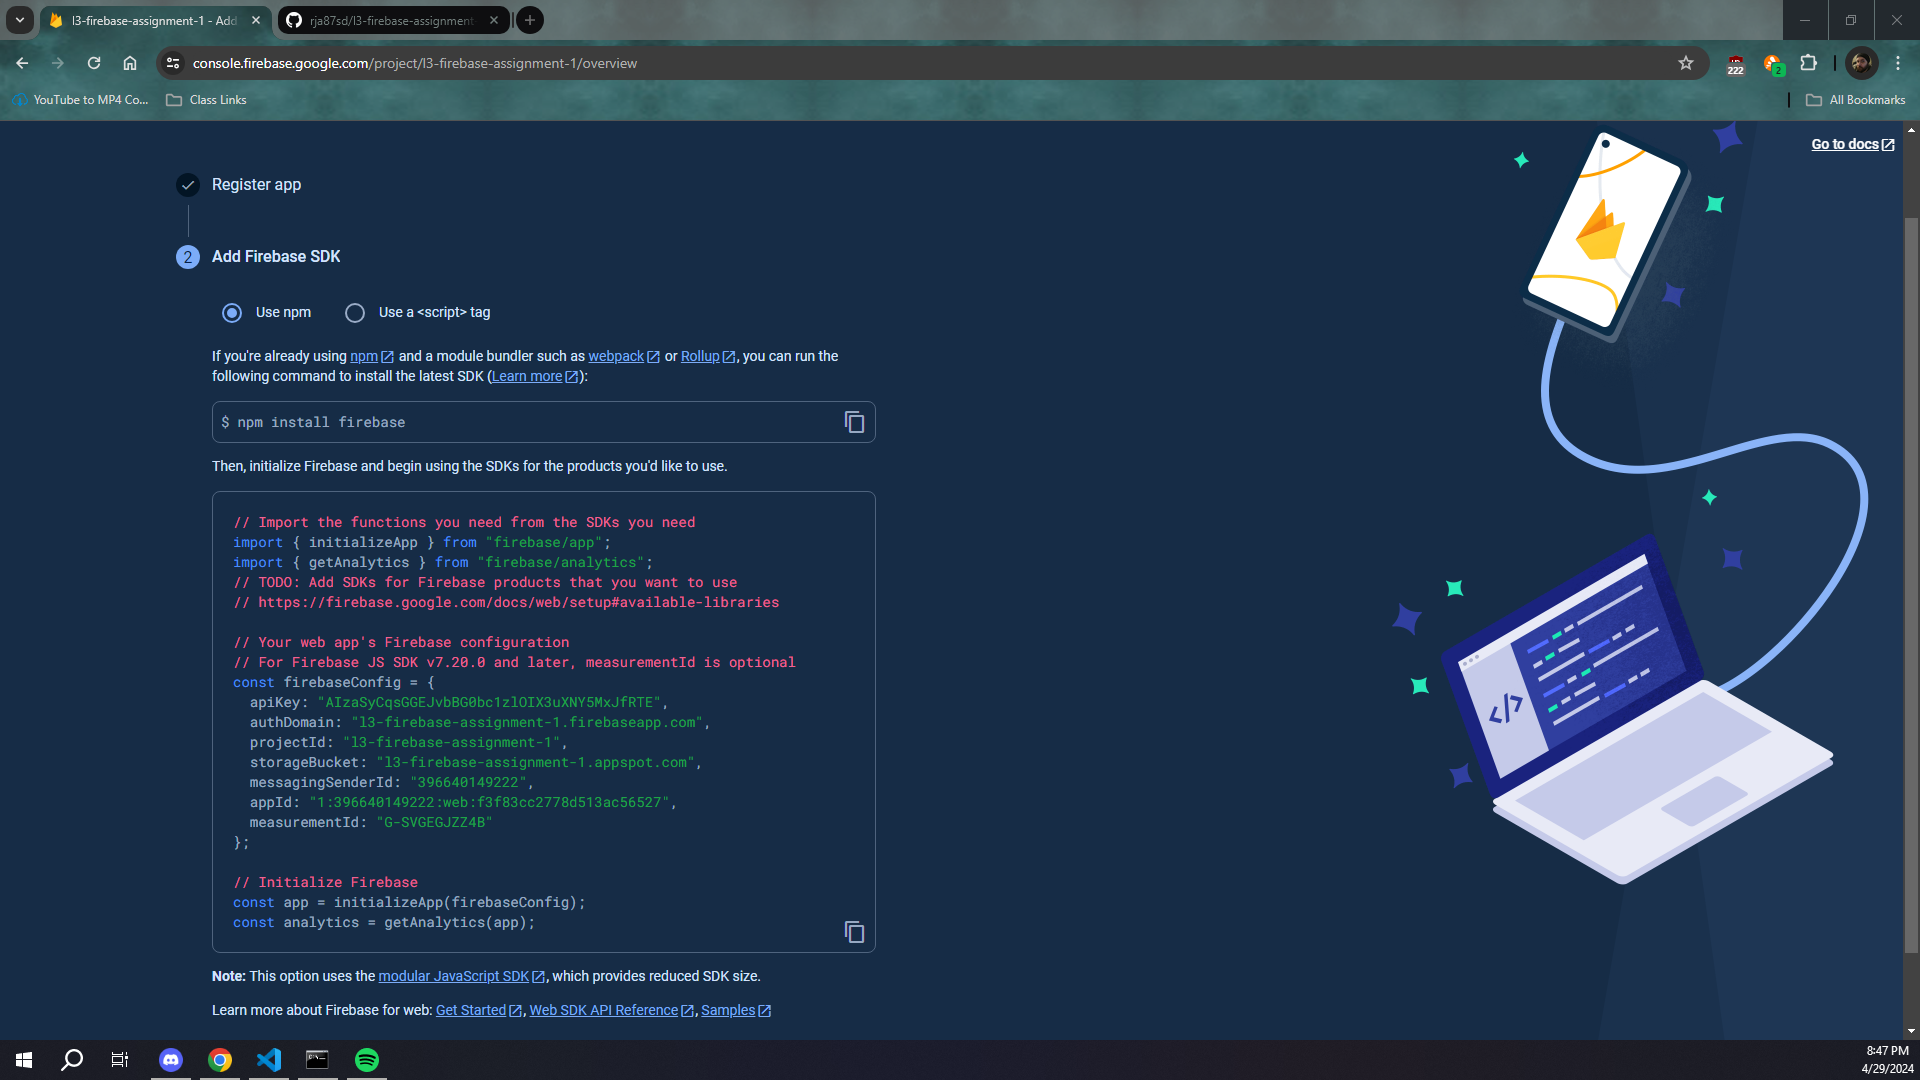 l3-firebase-assignment-1 - Add
rja87sd/l3-firebase-assignment
console.firebase.google.com/project/l3-firebase-assignment-1/overview
222
2
YouTube to MP4 Co...
Class Links
All Bookmarks
Go to docs
Register app
2
Add Firebase SDK
Use npm
Use a <script> tag
If you're already using npm and a module bundler such as webpack or Rollup, you can run the
following command to install the latest SDK (Learn more):
$ npm install firebase
Then, initialize Firebase and begin using the SDKs for the products you'd like to use.
// Import the functions you need from the SDKs you need
import { initializeApp } from "firebase/app";
import { getAnalytics } from "firebase/analytics";
// TODO: Add SDKs for Firebase products that you want to use
// https://firebase.google.com/docs/web/setup#available-libraries
// Your web app's Firebase configuration
// For Firebase JS SDK v7.20.0 and later, measurementId is optional
const firebaseConfig = {
apiKey: "AIzaSyCqsGGEJvbBG0bc1zlOIX3uXNY5MxJfRTE",
authDomain: "l3-firebase-assignment-1.firebaseapp.com",
projectId: "l3-firebase-assignment-1",
storageBucket: "l3-firebase-assignment-1.appspot.com",
messagingSenderId: "396640149222",
appId: "1:396640149222:web:f3f83cc2778d513ac56527",
measurementId: "G-SVGEGJZZ4B"
};
// Initialize Firebase
const app = initializeApp(firebaseConfig);
const analytics = getAnalytics(app);
Note: This option uses the modular JavaScript SDK, which provides reduced SDK size.
Learn more about Firebase for web: Get Started, Web SDK API Reference, Samples
</>
8:47 PM
4/29/2024